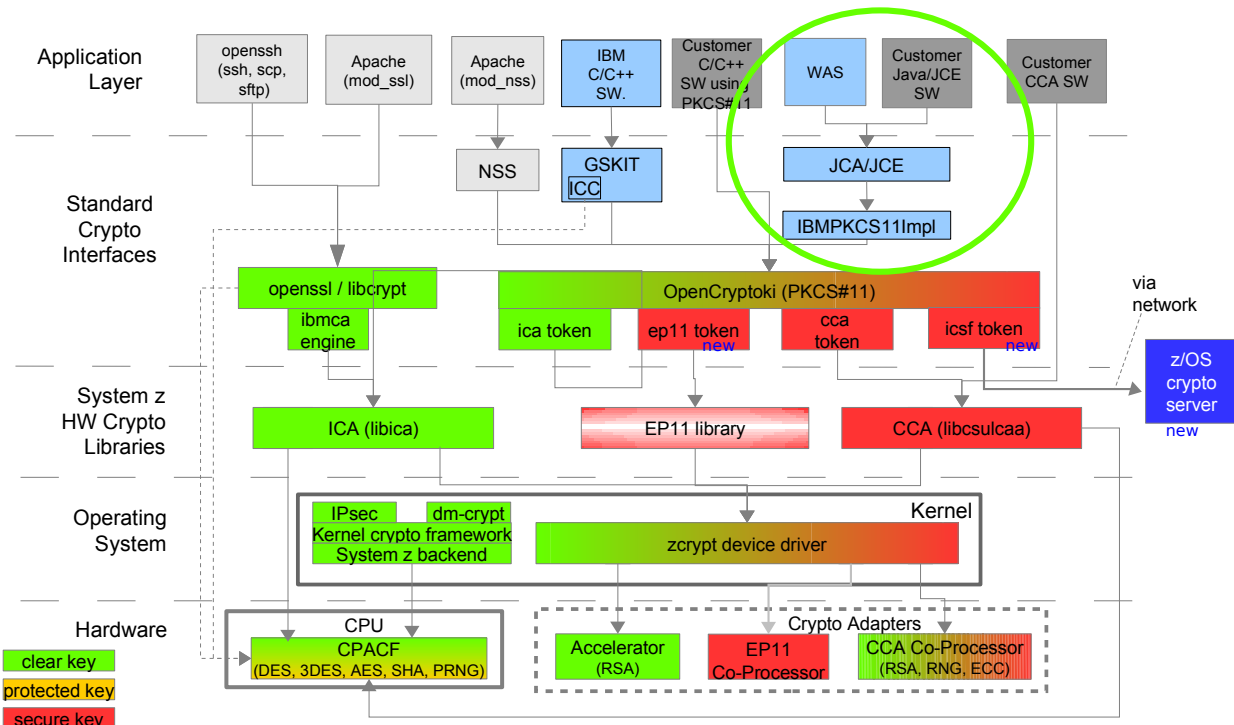 Application
Layer
openssh
(ssh, scp,
sftp)
Apache
(mod_ssl)
Apache
(mod_nss)
IBM
C/C++
SW.
Customer
C/C++
SW using
PKCS#11
WAS
Customer
Java/JCE
SW
Customer
CCA SW
Standard
Crypto
Interfaces
NSS
GSKIT
ICC
JCA/JCE
IBMPKCS11Impl
openssl / libcrypt
ibmca
engine
OpenCryptoki (PKCS#11)
ica token
ep11 token
new
cca
token
icsf token
new
via
network
z/OS
crypto
server
new
System z
HW Crypto
Libraries
ICA (libica)
EP11 library
CCA (libcsulcaa)
Operating
System
Kernel
IPsec
dm-crypt
Kernel crypto framework
System z backend
zcrypt device driver
Hardware
CPU
CPACF
(DES, 3DES, AES, SHA, PRNG)
Crypto Adapters
Accelerator
(RSA)
EP11
Co-Processor
CCA Co-Processor
(RSA, RNG, ECC)
clear key
protected key
secure key